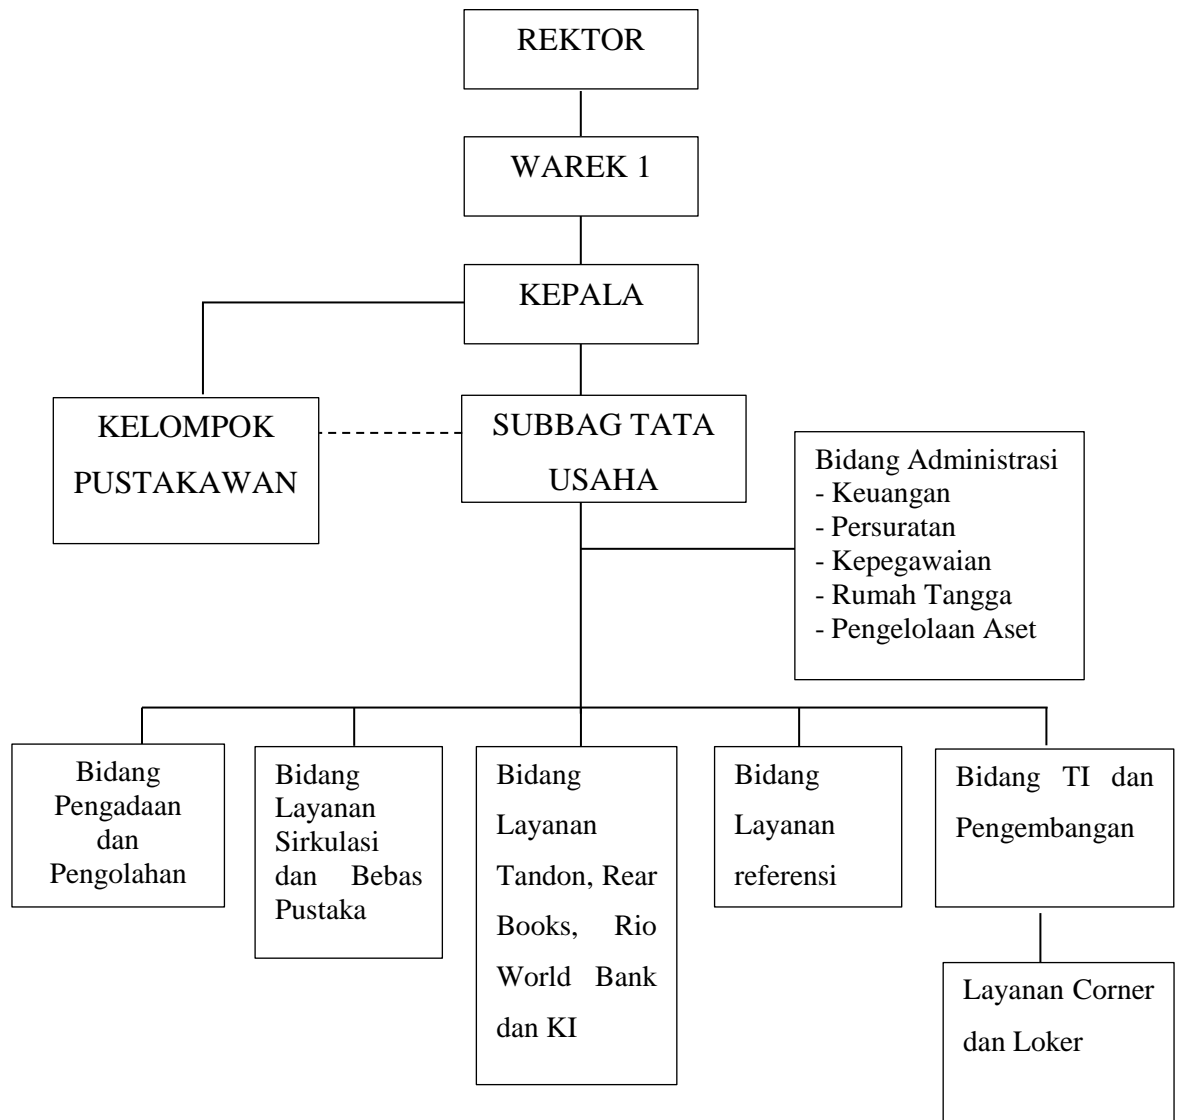 REKTOR
WAREK 1
KEPALA
KELOMPOK
PUSTAKAWAN
SUBBAG TATA
USAHA
Bidang Administrasi
- Keuangan
- Persuratan
- Kepegawaian
- Rumah Tangga
- Pengelolaan Aset
Bidang
Pengadaan
dan
Pengolahan
Bidang
Layanan
Sirkulasi
dan Bebas
Pustaka
Bidang
Layanan
Tandon, Rear
Books, Rio
World Bank
dan KI
Bidang
Layanan
referensi
Bidang TI dan
Pengembangan
Layanan Corner
dan Loker